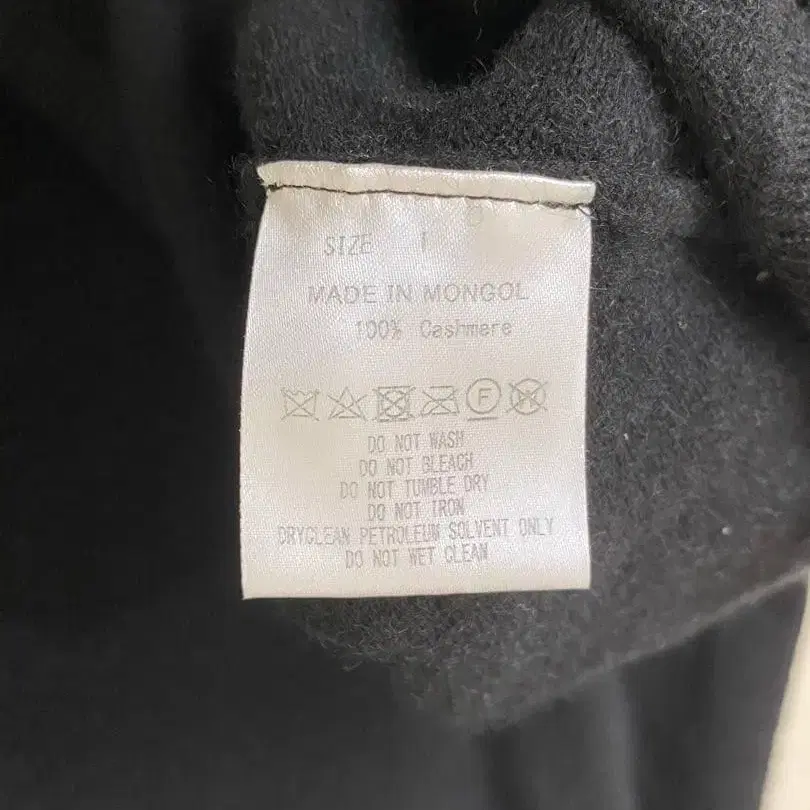 SIZE 1
MADE IN MONGOL
100% Cashmere
F W
DO NOT WASH
DO NOT BLEACH
DO NOT TUMBLE DRY
DO NOT IRON
DRYCLEAN PETROLEUM SOLVENT ONLY
DO NOT WET CLEAN